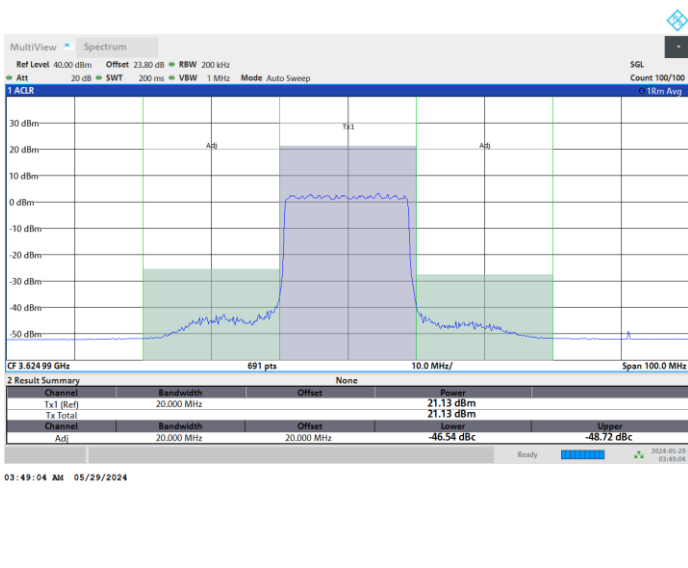 MultiView Spectrum
Ref Level 40.00 dBm Offset 23.80 dB RBW 200 kHz SGL
Att 20 dB SWT 200 ms VBW 1 MHz Mode Auto Sweep Count 100/100
1 ACLR 1Rm Avg
Tx1
30 dBm
Adj Adj
20 dBm
10 dBm
0 dBm
-10 dBm
-20 dBm
-30 dBm
-40 dBm
-50 dBm
CF 3.624 99 GHz 691 pts 10.0 MHz/ Span 100.0 MHz
2 Result Summary None
Channel Bandwidth Offset Power
Tx1 (Ref) 20.000 MHz 21.13 dBm
Tx Total 21.13 dBm
Channel Bandwidth Offset Lower Upper
Adj 20.000 MHz 20.000 MHz -46.54 dBc -48.72 dBc
Ready 2024-05-29
03:49:04
03:49:04 AM 05/29/2024